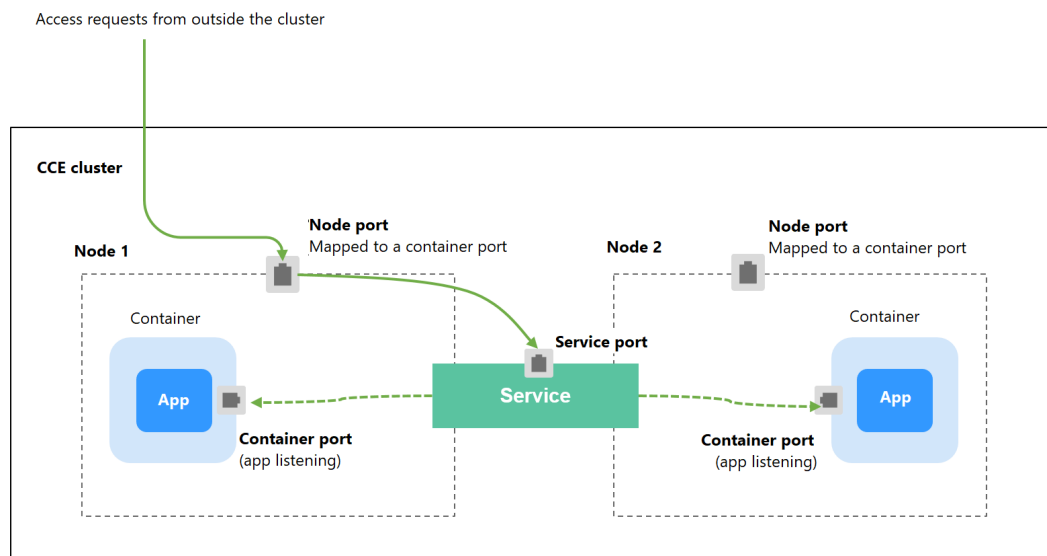 Access requests from outside the cluster
CCE cluster
Node port
Mapped to a container port
Node 1
Node port
Mapped to a container port
Node 2
Container
Container
Service port
App
Service
App
Container port
(app listening)
Container port
(app listening)